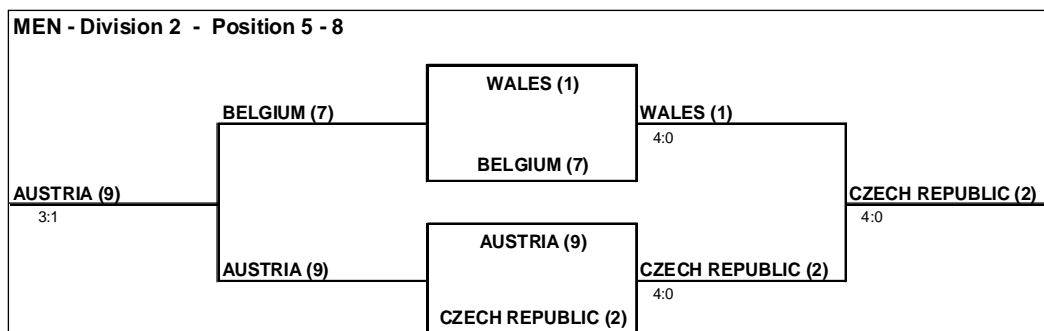 MEN - Division 2 - Position 5 - 8
WALES (1)
BELGIUM (7)
WALES (1)
4:0
BELGIUM (7)
AUSTRIA (9)
3:1
CZECH REPUBLIC (2)
4:0
AUSTRIA (9)
AUSTRIA (9)
CZECH REPUBLIC (2)
4:0
CZECH REPUBLIC (2)